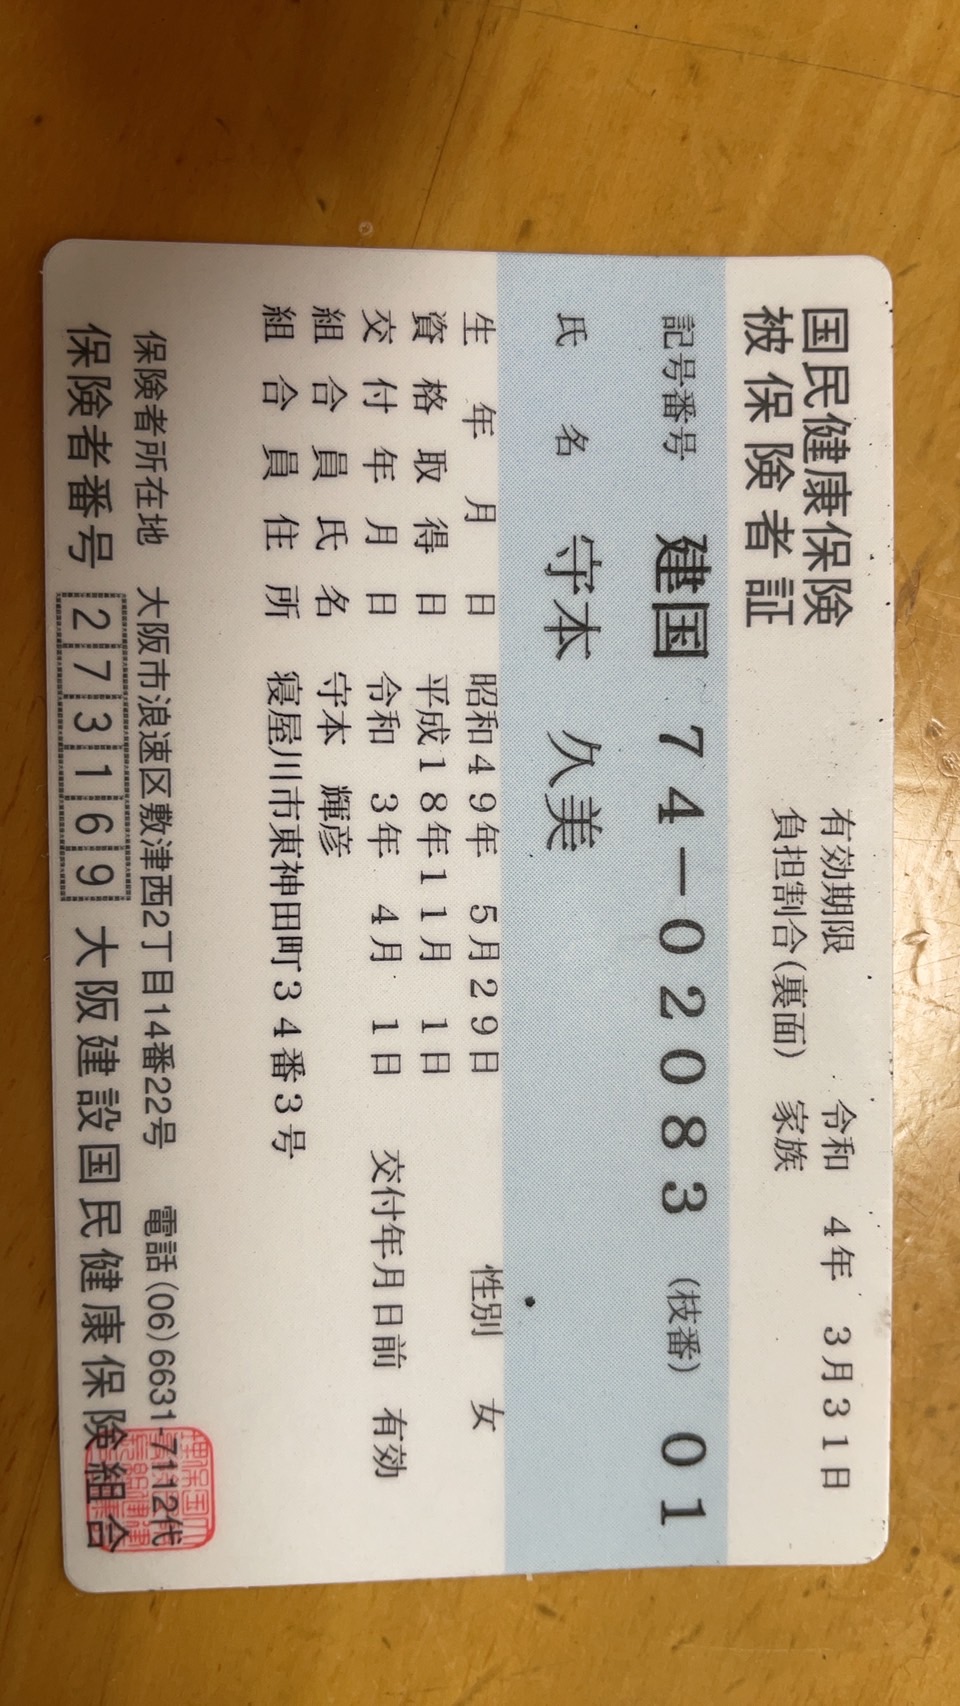 国民健康保険
被保険者証
有効期限 令和 4年 3月31日
負担割合(裏面) 家族
記号番号 建国 74-02083 (枝番) 01
氏名 守本 久美
生年月日 昭和49年 5月29日 性別 女
資格取得日 平成18年11月 1日
交付年月日 令和 3年 4月 1日 交付年月日前 有効
組合員氏名 守本 輝彦
組合員住所 寝屋川市東神田町34番3号
保険者所在地 大阪市浪速区敷津西2丁目14番22号 電話(06)6631-7112代
保険者番号 273169 大阪建設国民健康保険組合